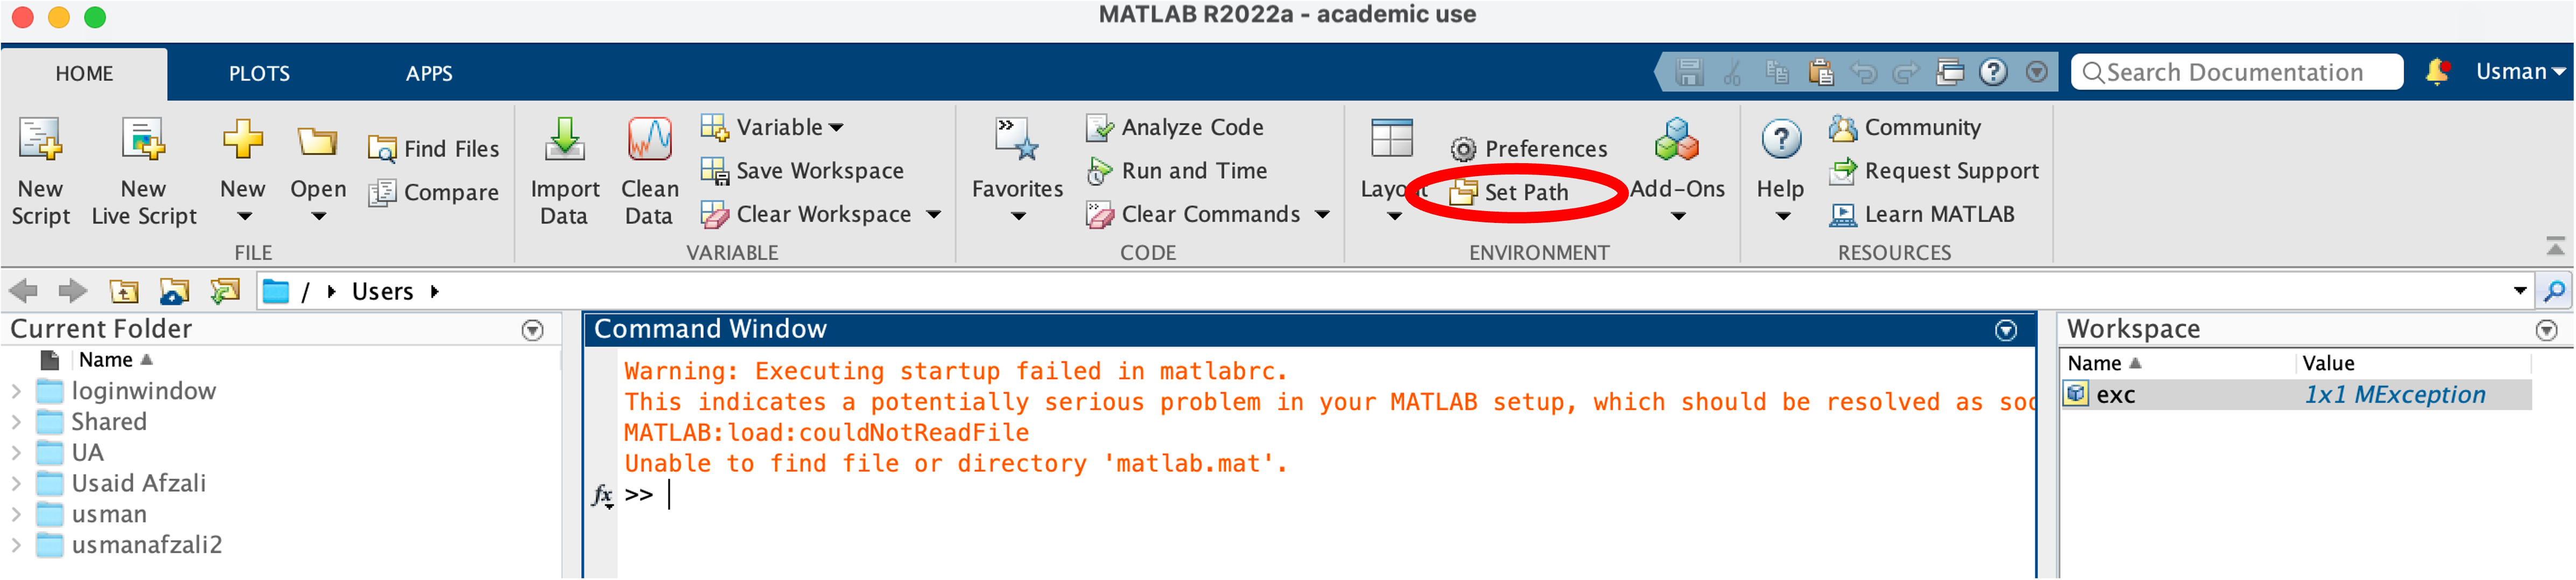 MATLAB R2022a - academic use
HOME PLOTS APPS
Search Documentation
Usman
New Script
New Live Script
New
Open
Find Files
Compare
FILE
Import Data
Clean Data
Variable
Save Workspace
Clear Workspace
VARIABLE
Favorites
Analyze Code
Run and Time
Clear Commands
CODE
Layout
Preferences
Set Path
Add-Ons
ENVIRONMENT
Help
Community
Request Support
Learn MATLAB
RESOURCES
/ Users
Current Folder
Name
loginwindow
Shared
UA
Usaid Afzali
usman
usmanafzali2
Command Window
Warning: Executing startup failed in matlabrc.
This indicates a potentially serious problem in your MATLAB setup, which should be resolved as
MATLAB:load:couldNotReadFile
Unable to find file or directory 'matlab.mat'.
fx >>
Workspace
Name Value
exc 1x1 MException